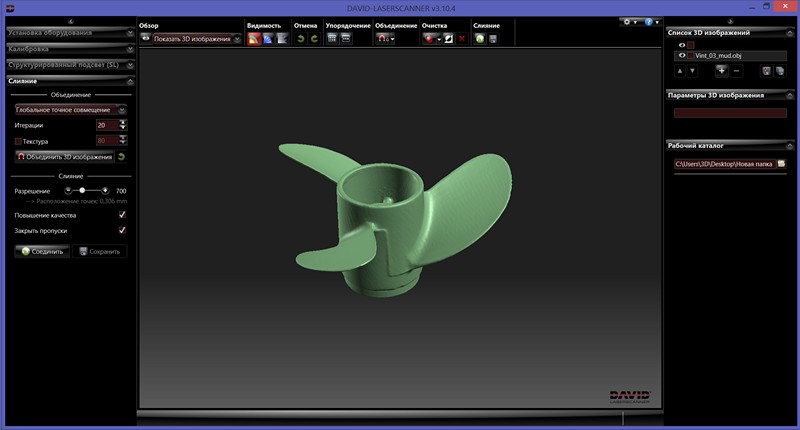 DAVID-LASERSCANNER v3.10.4
Установка оборудования
Калибровка
Структурированный подсвет (SL)
Слияние
Объединение
Глобальное точное совмещение
Итерации 20
Текстура 80
Объединить 3D изображения
Слияние
Разрешение 700
--> Расположение точек: 0,306 mm
Повышение качества
Закрыть пропуски
Соединить Сохранить
Обзор Видимость Отмена Упорядочение Объединение Очистка Слияние
Показать 3D изображения
DAVID
LASERSCANNER
Список 3D изображений
Vint_03_mud.obj
Параметры 3D изображения
Рабочий каталог
C:\Users\3D\Desktop\Новая папка